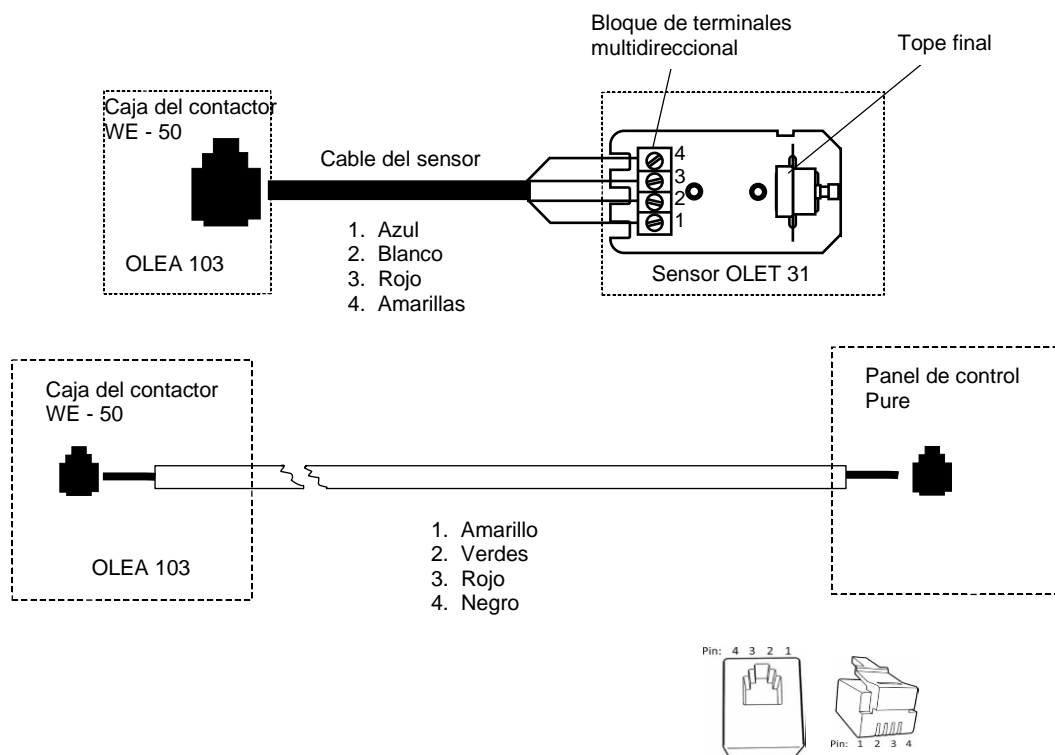 Bloque de terminales
multidireccional
Tope final
Caja del contactor
WE - 50
Cable del sensor
4
3
2
1
1. Azul
2. Blanco
3. Rojo
4. Amarillas
OLEA 103
Sensor OLET 31
Caja del contactor
WE - 50
Panel de control
Pure
1. Amarillo
2. Verdes
3. Rojo
4. Negro
OLEA 103
Pin: 4 3 2 1
Pin: 1 2 3 4